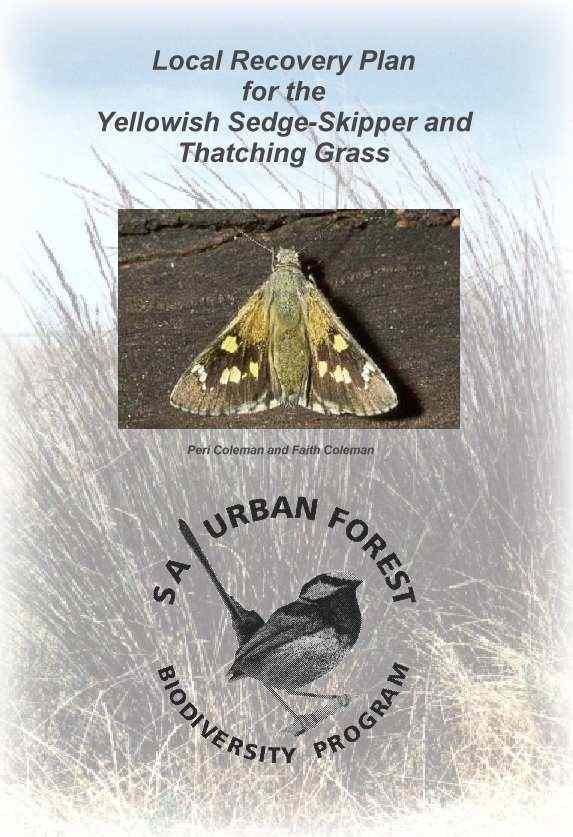 Local Recovery Plan
for the
Yellowish Sedge-Skipper and
Thatching Grass
Peri Coleman and Faith Coleman
SA URBAN FOREST
BIODIVERSITY PROGRAM